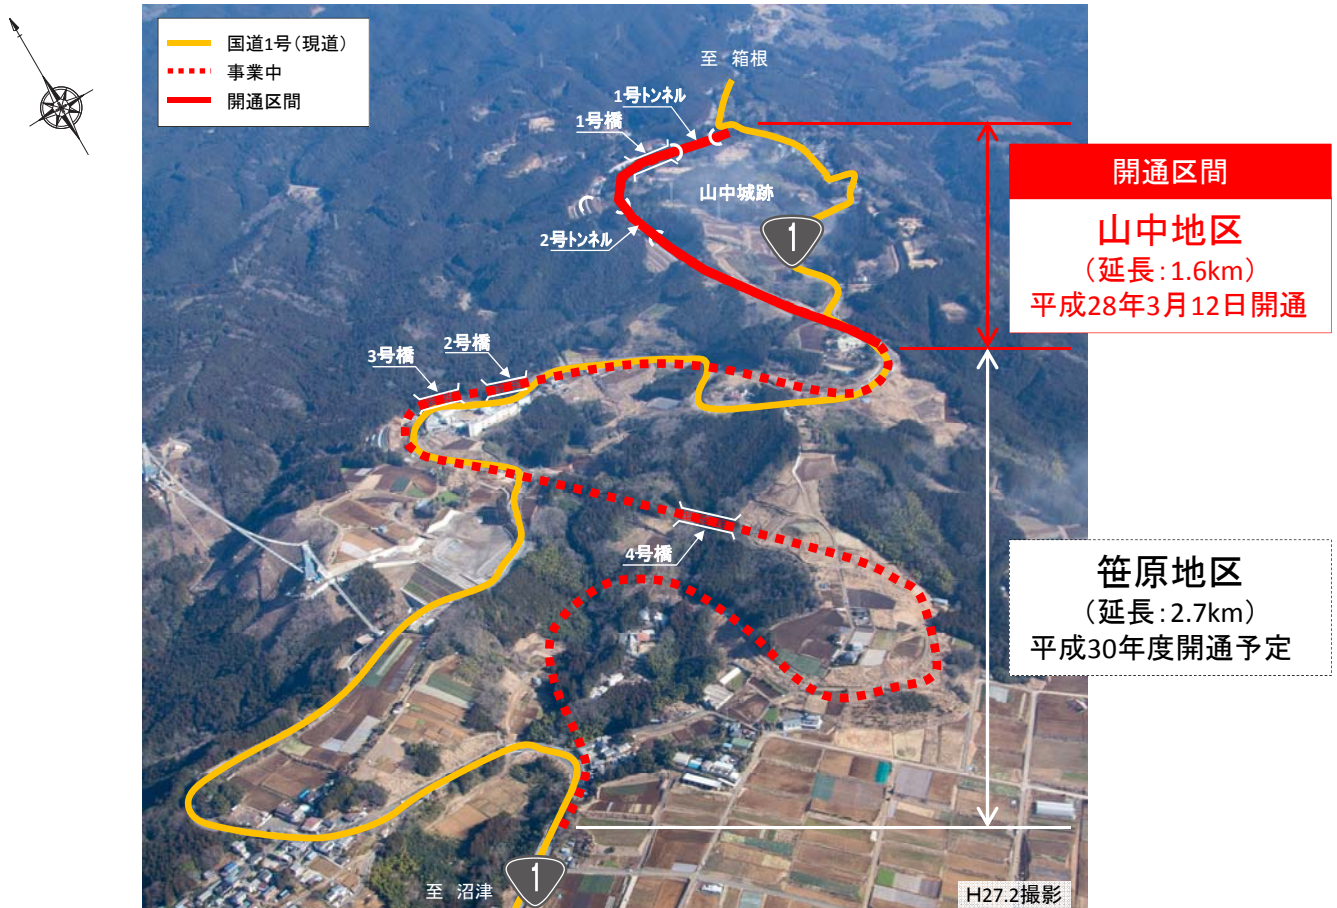 国道1号(現道)
事業中
開通区間
至 箱根
1号トンネル
1号橋
山中城跡
2号トンネル
1
開通区間
山中地区
(延長:1.6km)
平成28年3月12日開通
2号橋
3号橋
4号橋
笹原地区
(延長:2.7km)
平成30年度開通予定
至 沼津
1
H27.2撮影